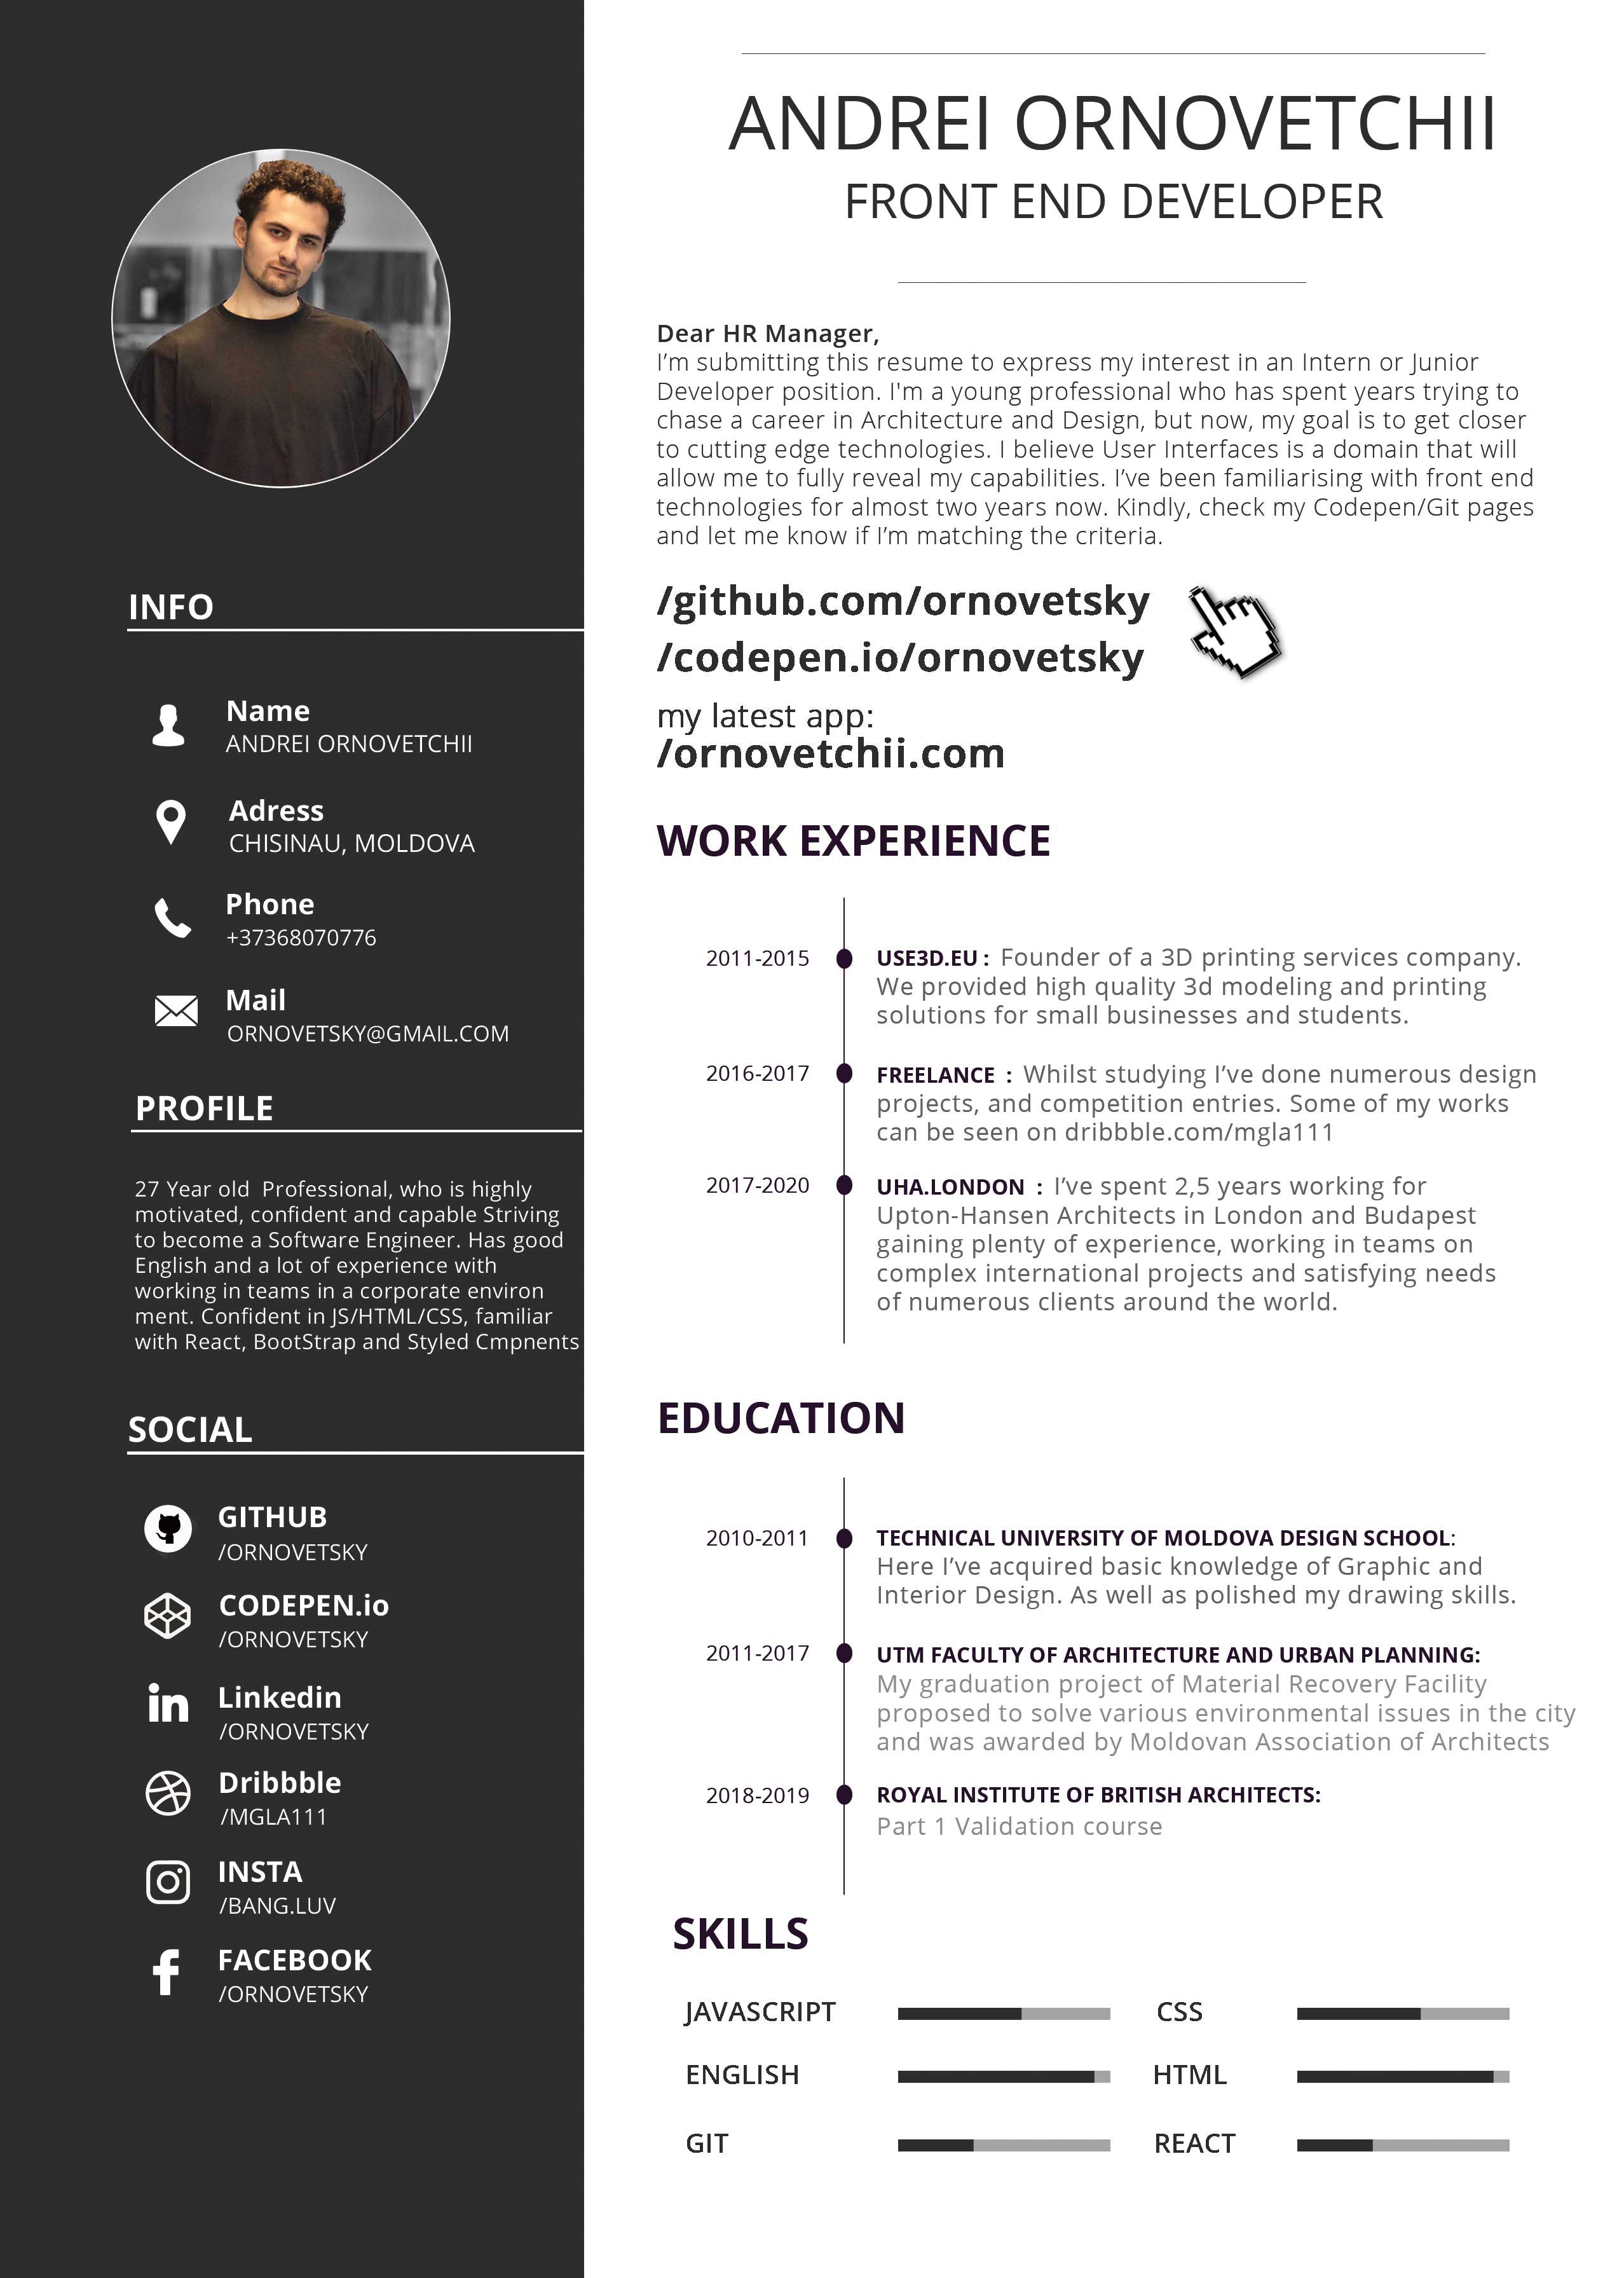 ANDREI ORNOVETCHII
FRONT END DEVELOPER
Dear HR Manager,
I’m submitting this resume to express my interest in an Intern or Junior
Developer position. I'm a young professional who has spent years trying to
chase a career in Architecture and Design, but now, my goal is to get closer
to cutting edge technologies. I believe User Interfaces is a domain that will
allow me to fully reveal my capabilities. I’ve been familiarising with front end
technologies for almost two years now. Kindly, check my Codepen/Git pages
and let me know if I’m matching the criteria.
/github.com/ornovetsky
/codepen.io/ornovetsky
my latest app:
/ornovetchii.com
INFO
Name
ANDREI ORNOVETCHII
Adress
CHISINAU, MOLDOVA
Phone
+37368070776
Mail
ORNOVETSKY@GMAIL.COM
PROFILE
27 Year old  Professional, who is highly
motivated, confident and capable Striving
to become a Software Engineer. Has good
English and a lot of experience with
working in teams in a corporate environ
ment. Confident in JS/HTML/CSS, familiar
with React, BootStrap and Styled Cmpnents
SOCIAL
GITHUB
/ORNOVETSKY
CODEPEN.io
/ORNOVETSKY
Linkedin
/ORNOVETSKY
Dribbble
/MGLA111
INSTA
/BANG.LUV
FACEBOOK
/ORNOVETSKY
WORK EXPERIENCE
2011-2015 USE3D.EU : Founder of a 3D printing services company.
We provided high quality 3d modeling and printing
solutions for small businesses and students.
2016-2017 FREELANCE : Whilst studying I’ve done numerous design
projects, and competition entries. Some of my works
can be seen on dribbble.com/mgla111
2017-2020 UHA.LONDON : I’ve spent 2,5 years working for
Upton-Hansen Architects in London and Budapest
gaining plenty of experience, working in teams on
complex international projects and satisfying needs
of numerous clients around the world.
EDUCATION
2010-2011 TECHNICAL UNIVERSITY OF MOLDOVA DESIGN SCHOOL:
Here I’ve acquired basic knowledge of Graphic and
Interior Design. As well as polished my drawing skills.
2011-2017 UTM FACULTY OF ARCHITECTURE AND URBAN PLANNING:
My graduation project of Material Recovery Facility
proposed to solve various environmental issues in the city
and was awarded by Moldovan Association of Architects
2018-2019 ROYAL INSTITUTE OF BRITISH ARCHITECTS:
Part 1 Validation course
SKILLS
JAVASCRIPT CSS
ENGLISH HTML
GIT REACT